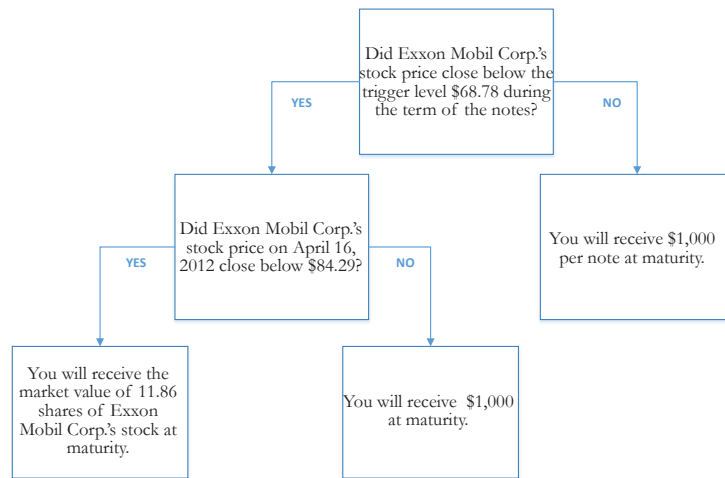 Did Exxon Mobil Corp.'s
stock price close below the
trigger level $68.78 during
the term of the notes?
YES
NO
Did Exxon Mobil Corp.'s
stock price on April 16,
2012 close below $84.29?
You will receive $1,000
per note at maturity.
YES
NO
You will receive the
market value of 11.86
shares of Exxon
Mobil Corp.'s stock at
maturity.
You will receive $1,000
at maturity.